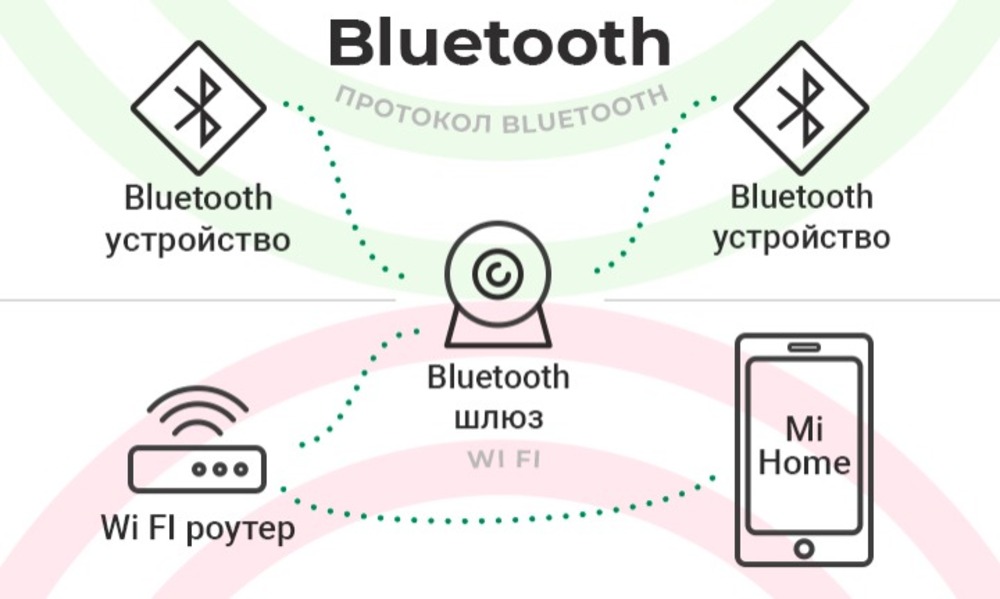 Bluetooth
ПРОТОКОЛ BLUETOOTH
Bluetooth
устройство
Bluetooth
устройство
Bluetooth
шлюз
WI FI
Wi FI роутер
Mi
Home